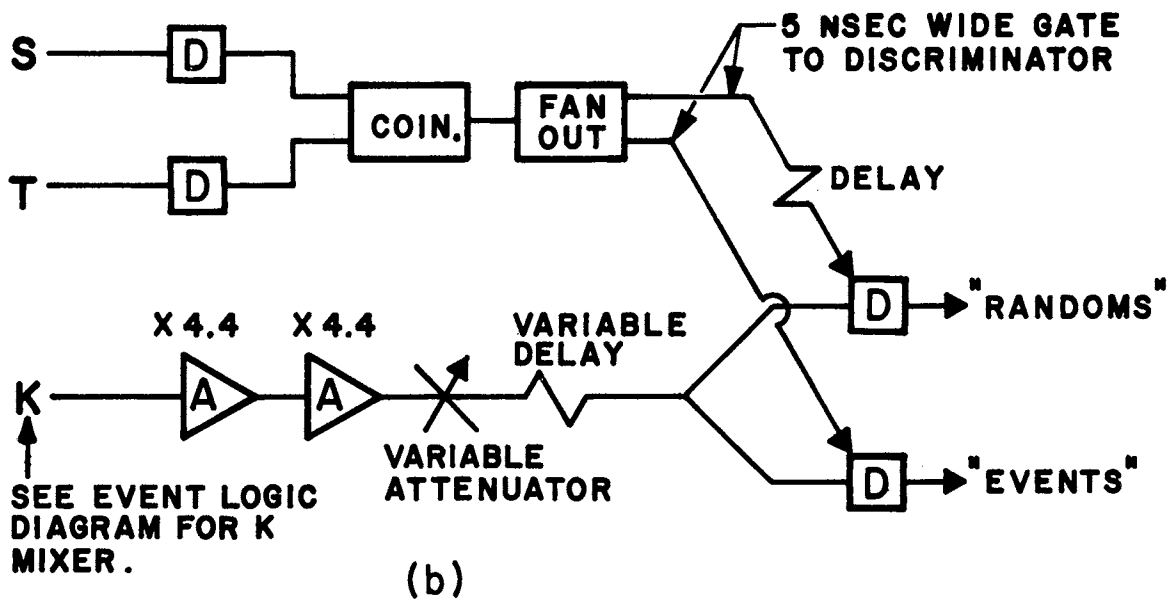 S
D
T
D
COIN.
FAN
OUT
5 NSEC WIDE GATE
TO DISCRIMINATOR
DELAY
D
"RANDOMS"
X 4.4
X 4.4
K
A
A
VARIABLE
DELAY
VARIABLE
ATTENUATOR
D
"EVENTS"
SEE EVENT LOGIC
DIAGRAM FOR K
MIXER.
(b)